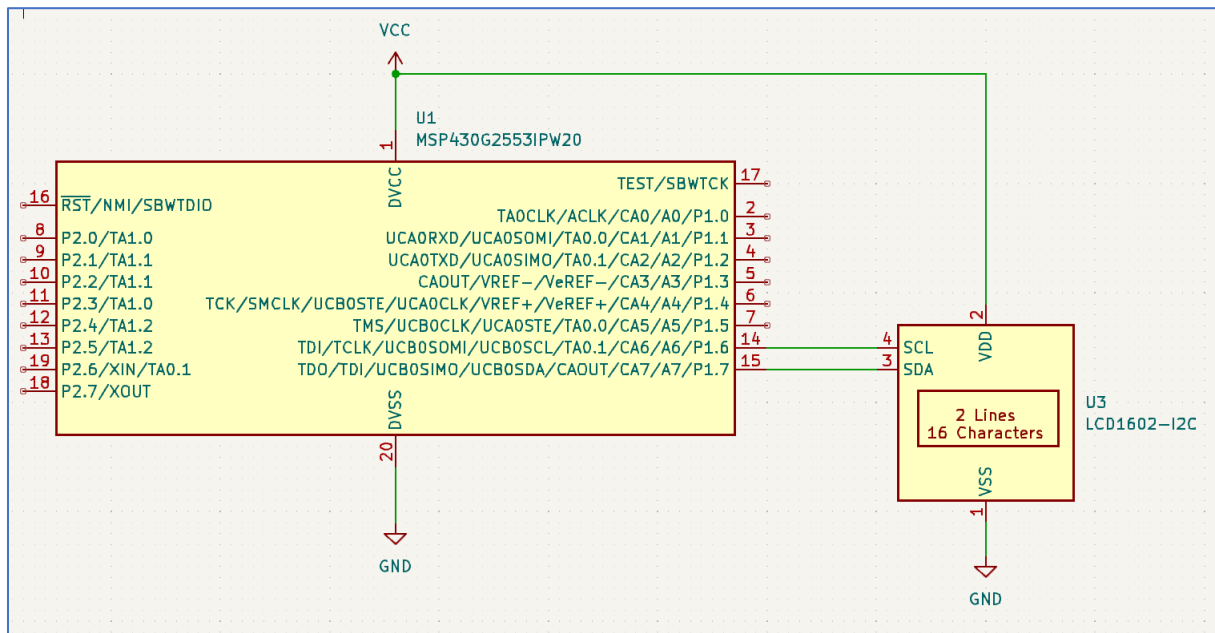 VCC
U1
MSP430G2553IPW20
1
DVCC
17
TEST/SBWTCK
16
RST/NMI/SBWTDIO
2
TA0CLK/ACLK/CA0/A0/P1.0
8
P2.0/TA1.0
3
UCA0RXD/UCA0SOMI/TA0.0/CA1/A1/P1.1
9
P2.1/TA1.1
4
UCA0TXD/UCA0SIMO/TA0.1/CA2/A2/P1.2
10
P2.2/TA1.1
5
CAOUT/VREF-/VeREF-/CA3/A3/P1.3
11
P2.3/TA1.0
6
TCK/SMCLK/UCB0STE/UCA0CLK/VREF+/VeREF+/CA4/A4/P1.4
12
P2.4/TA1.2
7
TMS/UCB0CLK/UCA0STE/TA0.0/CA5/A5/P1.5
13
P2.5/TA1.2
14
TDI/TCLK/UCB0SOMI/UCB0SCL/TA0.1/CA6/A6/P1.6
19
P2.6/XIN/TA0.1
15
TDO/TDI/UCB0SIMO/UCB0SDA/CAOUT/CA7/A7/P1.7
18
P2.7/XOUT
DVSS
20
GND
2
VDD
4
SCL
3
SDA
2 Lines
16 Characters
U3
LCD1602-I2C
VSS
1
GND